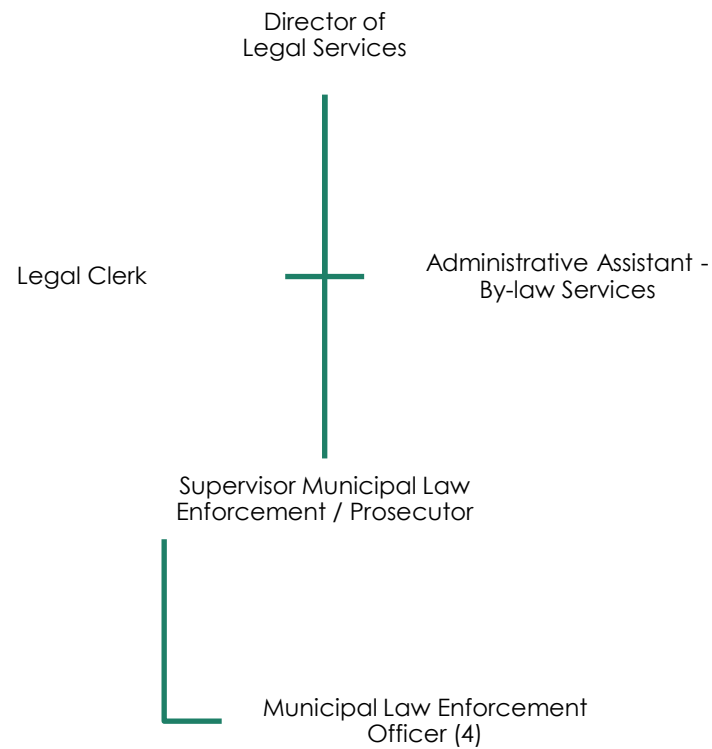 Director of
Legal Services
Legal Clerk
Administrative Assistant -
By-law Services
Supervisor Municipal Law
Enforcement / Prosecutor
Municipal Law Enforcement
Officer (4)